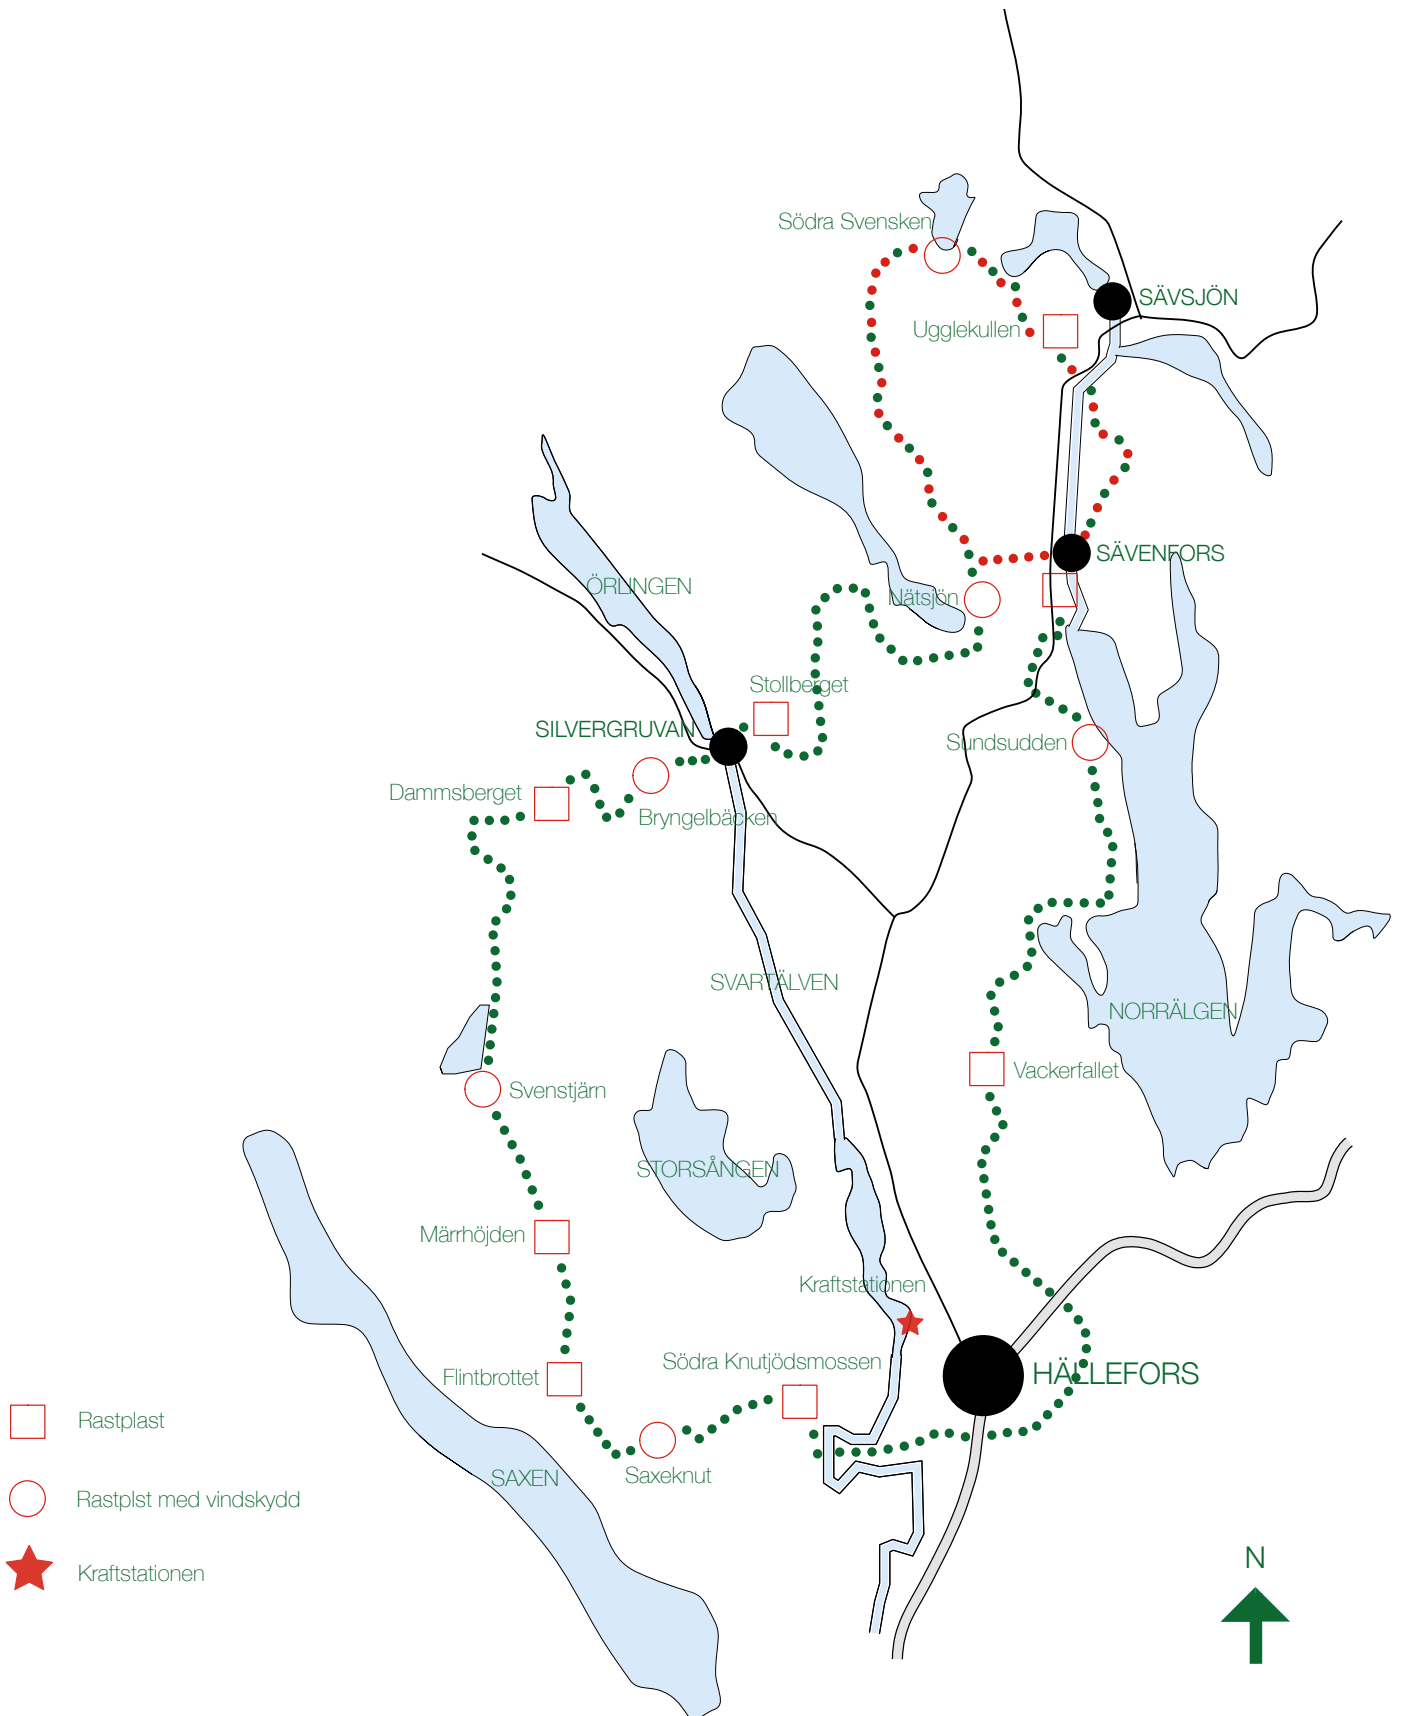 Södra Svensken
SÄVSJÖN
Ugglekullen
SÄVENFORS
ÖRLINGEN
Nätsjön
Stollberget
SILVERGRUVAN
Sundsudden
Dammsberget
Bryngelbäcken
SVARTÄLVEN
NORRÄLGEN
Vackerfallet
Svenstjärn
STORSÅNGEN
Märrhöjden
Kraftstationen
Södra Knutjödsmossen
HÄLLEFORS
Flintbrottet
Rastplast
Saxeknut
SAXEN
Rastplst med vindskydd
N
Kraftstationen